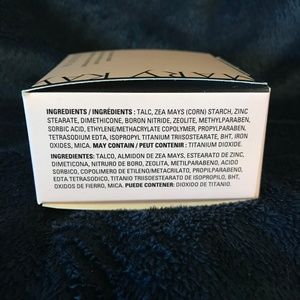 MARY KAY
INGREDIENTS / INGRÉDIENTS : TALC, ZEA MAYS (CORN) STARCH, ZINC
STEARATE, DIMETHICONE, BORON NITRIDE, ZEOLITE, METHYLPARABEN,
SORBIC ACID, ETHYLENE/METHACRYLATE COPOLYMER, PROPYLPARABEN,
TETRASODIUM EDTA, ISOPROPYL TITANIUM TRIISOSTEARATE, BHT, IRON
OXIDES, MICA. MAY CONTAIN / PEUT CONTENIR : TITANIUM DIOXIDE.
INGREDIENTES: TALCO, ALMIDON DE ZEA MAYS, ESTEARATO DE ZINC,
DIMETICONA, NITRURO DE BORO, ZEOLITA, METILPARABENO, ACIDO
SORBICO, COPOLIMERO DE ETILENO/METACRILATO, PROPILPARABENO,
EDTA TETRASODICO, TITANIO TRIISOESTEARATO DE ISOPROPILO, BHT,
OXIDOS DE FIERRO, MICA. PUEDE CONTENER: DIOXIDO DE TITANIO.